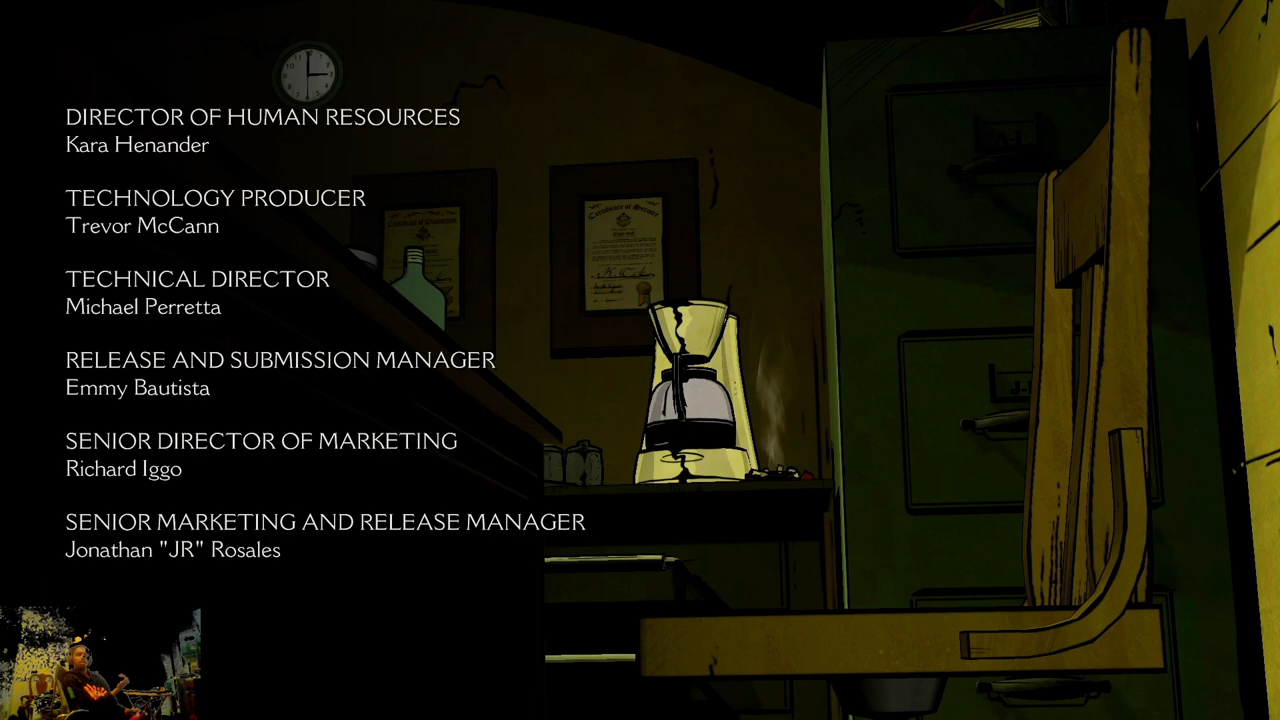 DIRECTOR OF HUMAN RESOURCES
Kara Henander
TECHNOLOGY PRODUCER
Trevor McCann
TECHNICAL DIRECTOR
Michael Perretta
RELEASE AND SUBMISSION MANAGER
Emmy Bautista
SENIOR DIRECTOR OF MARKETING
Richard Iggo
SENIOR MARKETING AND RELEASE MANAGER
Jonathan "JR" Rosales